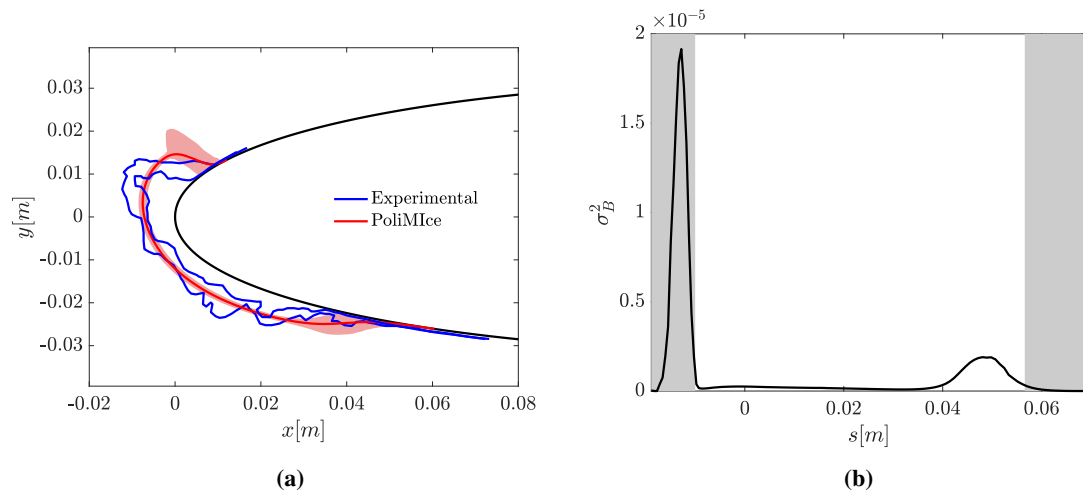 0.03
0.02
0.01
0
-0.01
-0.02
-0.03
y[m]
Experimental
PoliMIce
-0.02 0 0.02 0.04 0.06 0.08
x[m]
(a)
×10⁻⁵
2
1.5
1
0.5
0
σ²_B
0 0.02 0.04 0.06
s[m]
(b)